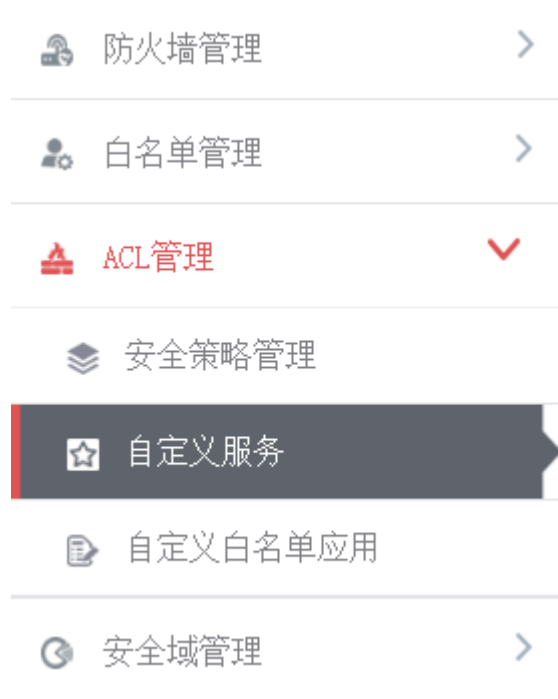 防火墙管理
白名单管理
ACL管理
安全策略管理
自定义服务
自定义白名单应用
安全域管理